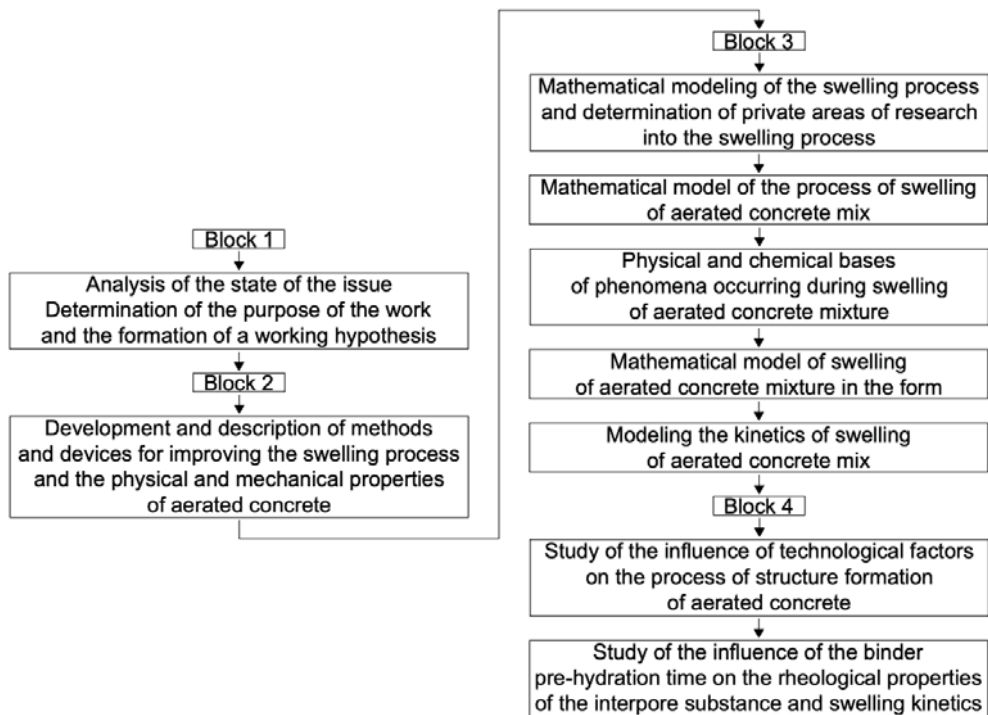 Block 1
Analysis of the state of the issue
Determination of the purpose of the work
and the formation of a working hypothesis
Block 2
Development and description of methods
and devices for improving the swelling process
and the physical and mechanical properties
of aerated concrete
Block 3
Mathematical modeling of the swelling process
and determination of private areas of research
into the swelling process
Mathematical model of the process of swelling
of aerated concrete mix
Physical and chemical bases
of phenomena occurring during swelling
of aerated concrete mixture
Mathematical model of swelling
of aerated concrete mixture in the form
Modeling the kinetics of swelling
of aerated concrete mix
Block 4
Study of the influence of technological factors
on the process of structure formation
of aerated concrete
Study of the influence of the binder
pre-hydration time on the rheological properties
of the interpore substance and swelling kinetics